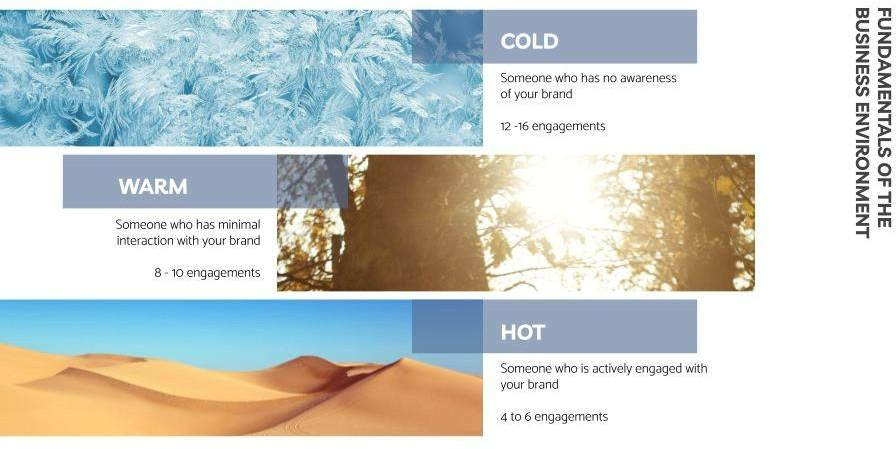 COLD
Someone who has no awareness
of your brand
12 -16 engagements
WARM
Someone who has minimal
interaction with your brand
8 - 10 engagements
HOT
Someone who is actively engaged with
your brand
4 to 6 engagements
FUNDAMENTALS OF THE
BUSINESS ENVIRONMENT